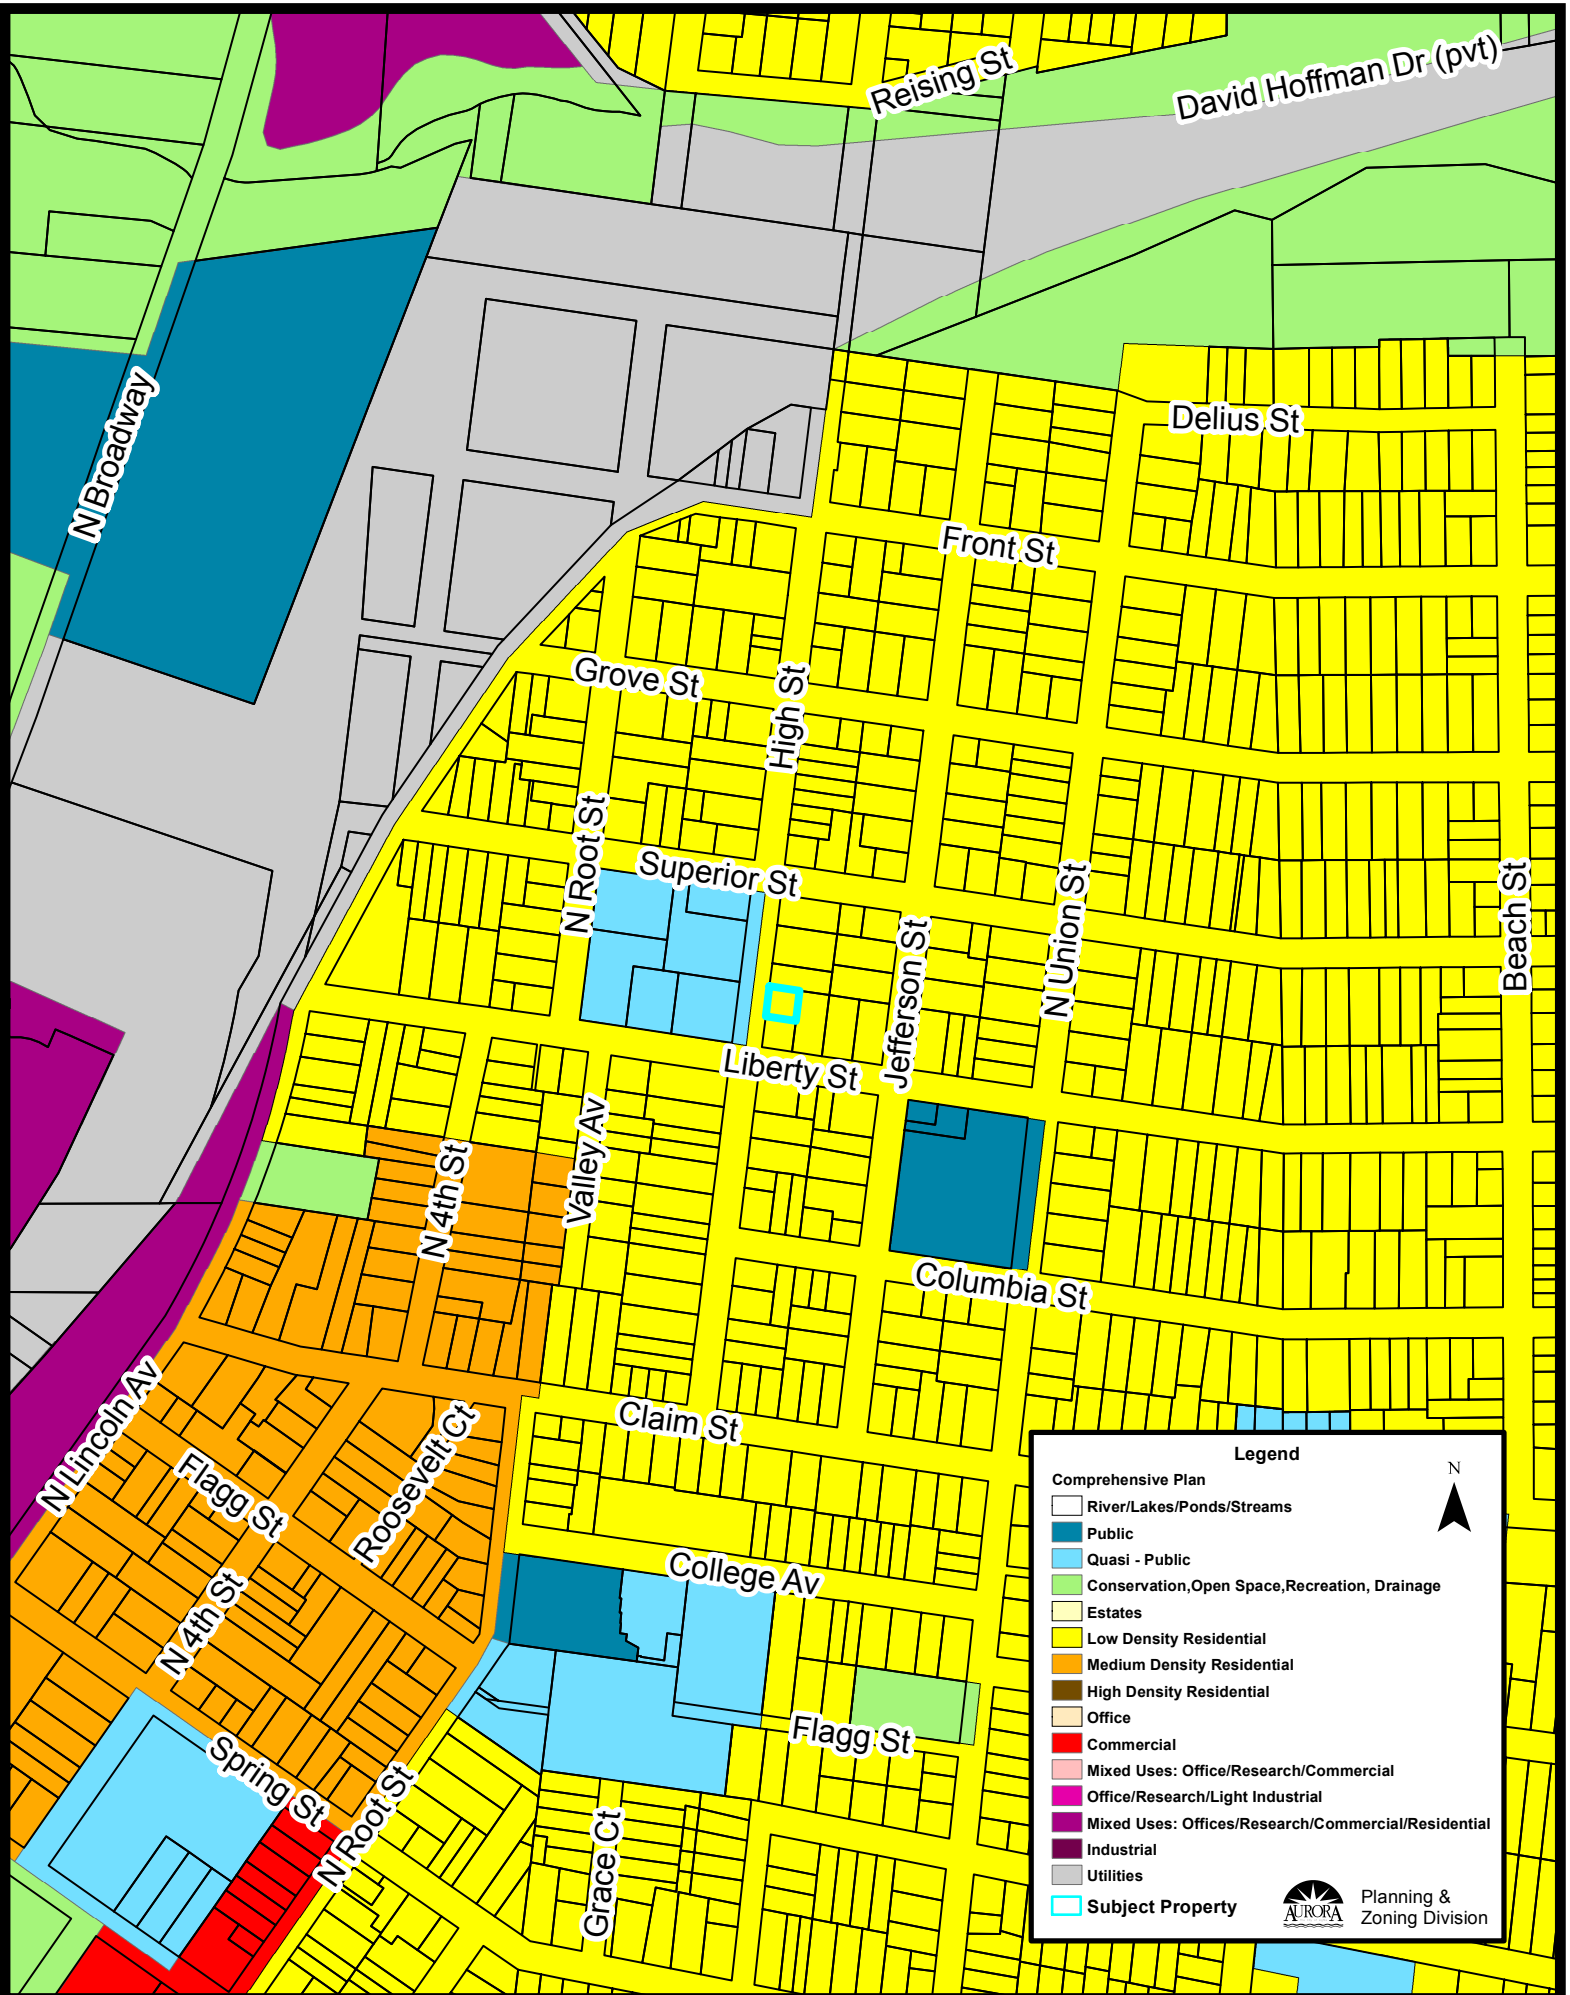 Reising St
David Hoffman Dr (pvt)
N Broadway
Delius St
Front St
Grove St
High St
N Root St
Superior St
N Union St
Beach St
Jefferson St
Liberty St
Valley Av
N 4th St
Columbia St
N Lincoln Av
Claim St
Roosevelt Ct
Flagg St
College Av
N 4th St
Flagg St
Spring St
N Root St
Grace Ct
Legend
Comprehensive Plan
N
River/Lakes/Ponds/Streams
Public
Quasi - Public
Conservation,Open Space,Recreation, Drainage
Estates
Low Density Residential
Medium Density Residential
High Density Residential
Office
Commercial
Mixed Uses: Office/Research/Commercial
Office/Research/Light Industrial
Mixed Uses: Offices/Research/Commercial/Residential
Industrial
Utilities
Subject Property
AURORA
Planning &
Zoning Division